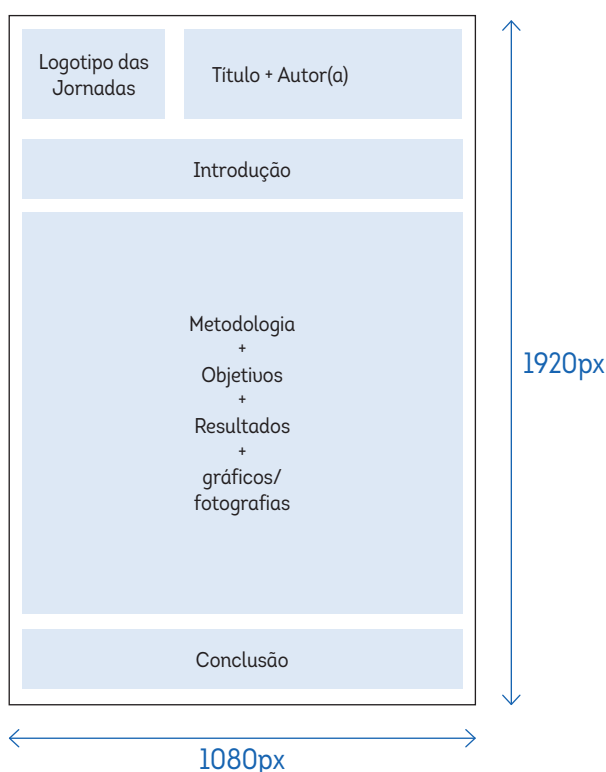 Logotipo das
Jornadas
Título + Autor(a)
Introdução
Metodologia
+
Objetivos
+
Resultados
+
gráficos/
fotografias
1920px
Conclusão
1080px